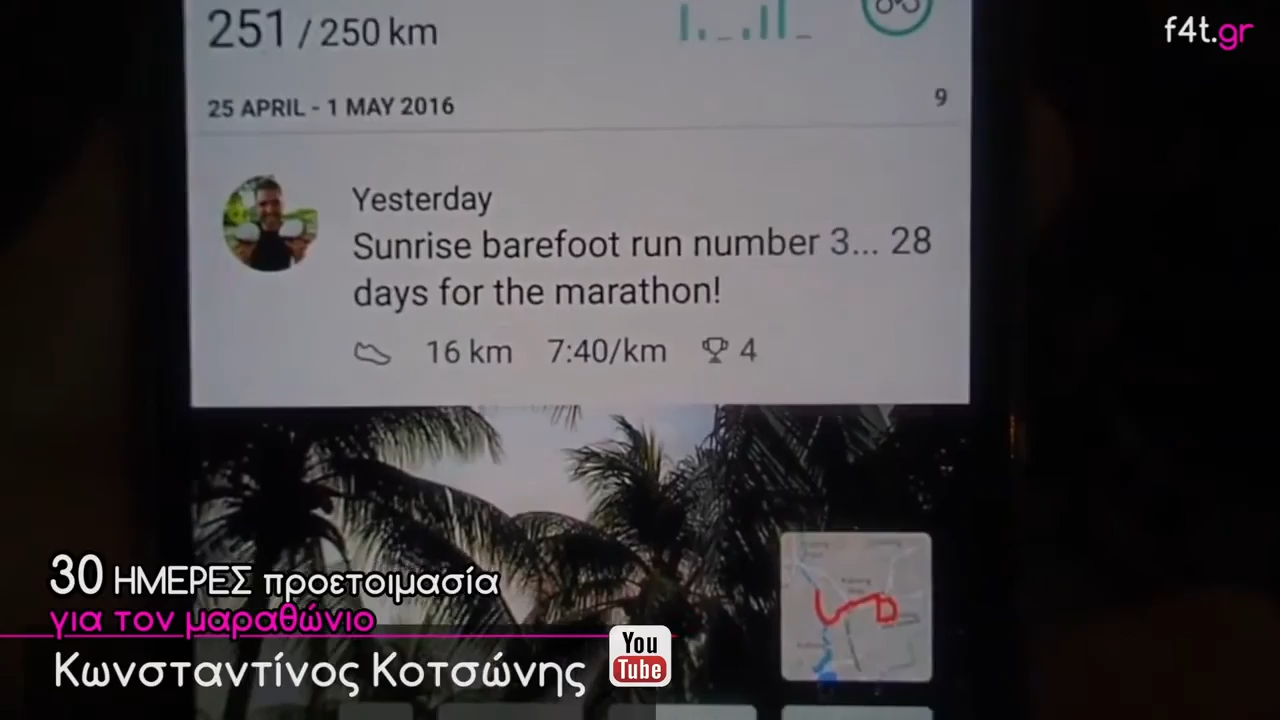 251 / 250 km
f4t.gr
25 APRIL - 1 MAY 2016
9
Yesterday
Sunrise barefoot run number 3... 28
days for the marathon!
16 km 7:40/km 4
30 ΗΜΕΡΕΣ προετοιμασία
για τον μαραθώνιο
Κωνσταντίνος Κοτσώνης
You
Tube